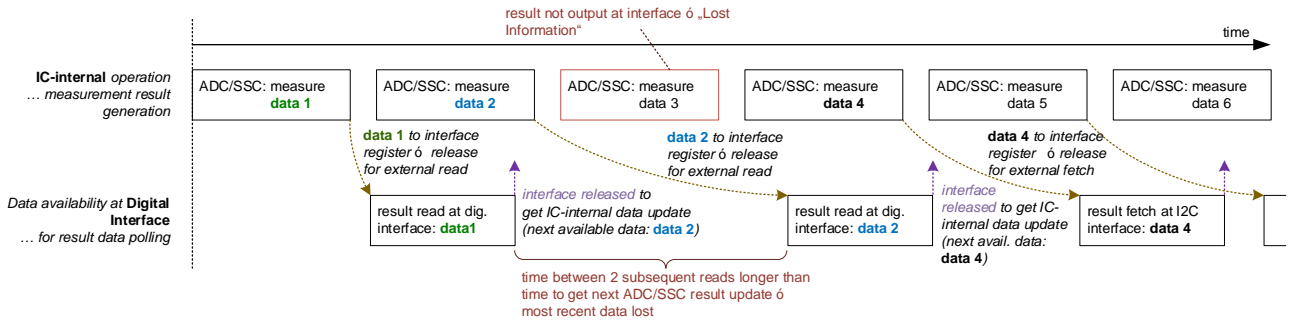 result not output at interface ó „Lost
Information“
time
IC-internal operation
… measurement result
generation
ADC/SSC: measure
data 1
ADC/SSC: measure
data 2
ADC/SSC: measure
data 3
ADC/SSC: measure
data 4
ADC/SSC: measure
data 5
ADC/SSC: measure
data 6
data 1 to interface
register ó release
for external read
data 2 to interface
register ó release
for external read
data 4 to interface
register ó release
for external fetch
Data availability at Digital
Interface
… for result data polling
result read at dig.
interface: data1
interface released to
get IC-internal data update
(next available data: data 2)
result read at dig.
interface: data 2
interface
released to get IC-
internal data update
(next avail. data:
data 4)
result fetch at I2C
interface: data 4
time between 2 subsequent reads longer than
time to get next ADC/SSC result update ó
most recent data lost